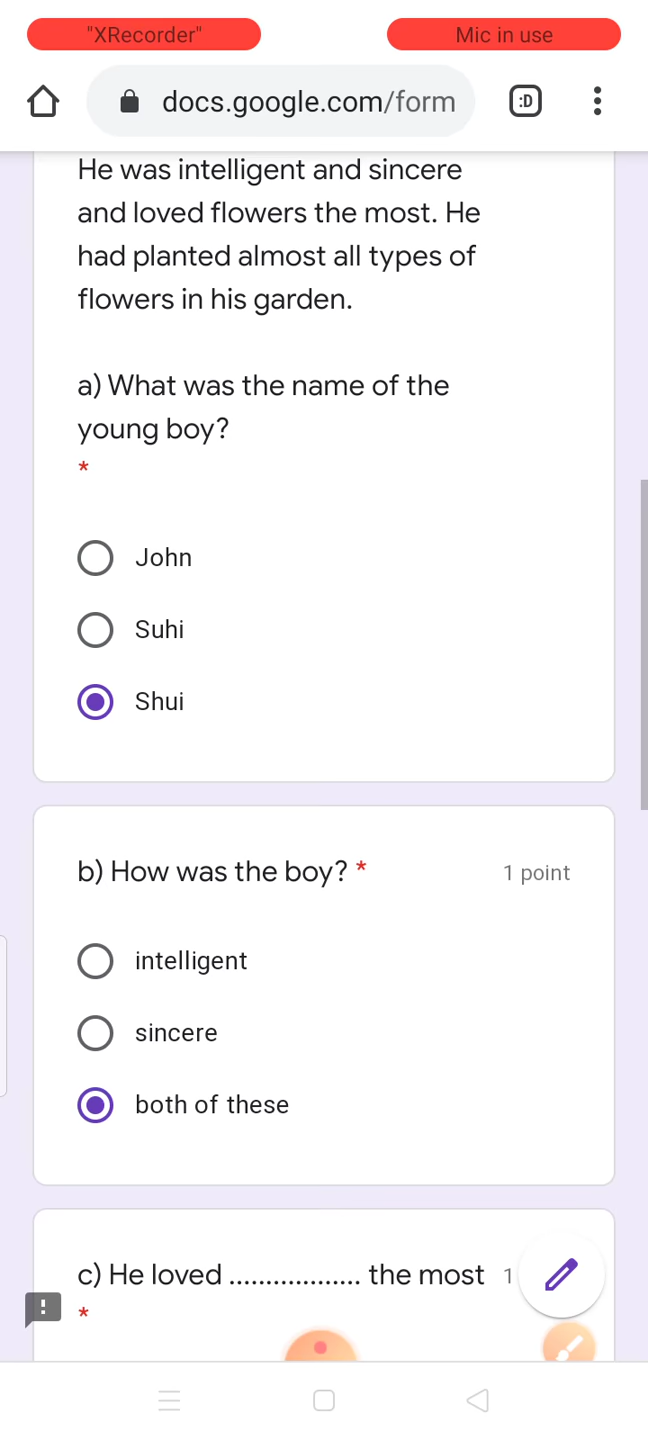 "XRecorder"
Mic in use
docs.google.com/form
:D
He was intelligent and sincere
and loved flowers the most. He
had planted almost all types of
flowers in his garden.
a) What was the name of the
young boy?
*
John
Suhi
Shui
b) How was the boy? *
1 point
intelligent
sincere
both of these
c) He loved .................. the most
1
*